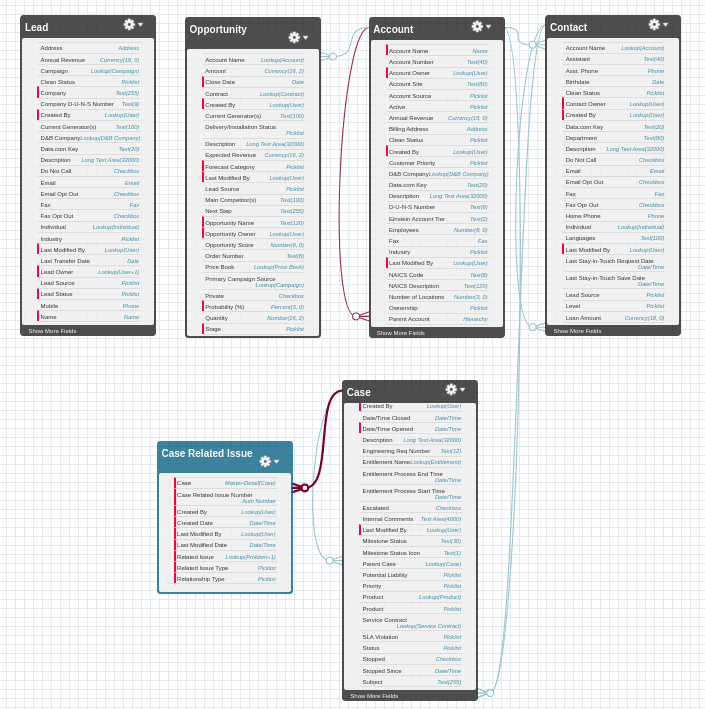 Lead
Address Address
Annual Revenue Currency(18, 0)
Campaign Lookup(Campaign)
Clean Status Picklist
Company Text(255)
Company D-U-N-S Number Text(9)
Created By Lookup(User)
Current Generator(s) Text(100)
D&B Company Lookup(D&B Company)
Data.com Key Text(20)
Description Long Text Area(32000)
Do Not Call Checkbox
Email Email
Email Opt Out Checkbox
Fax Fax
Fax Opt Out Checkbox
Individual Lookup(Individual)
Industry Picklist
Last Modified By Lookup(User)
Last Transfer Date Date
Lead Owner Lookup(User+1)
Lead Source Picklist
Lead Status Picklist
Mobile Phone
Name Name
Show More Fields
Opportunity
Account Name Lookup(Account)
Amount Currency(16, 2)
Close Date Date
Contract Lookup(Contract)
Created By Lookup(User)
Current Generator(s) Text(100)
Delivery/Installation Status
Picklist
Description Long Text Area(32000)
Expected Revenue Currency(16, 2)
Forecast Category Picklist
Last Modified By Lookup(User)
Lead Source Picklist
Main Competitor(s) Text(100)
Next Step Text(255)
Opportunity Name Text(120)
Opportunity Owner Lookup(User)
Opportunity Score Number(9, 0)
Order Number Text(8)
Price Book Lookup(Price Book)
Primary Campaign Source
Lookup(Campaign)
Private Checkbox
Probability (%) Percent(3, 0)
Quantity Number(16, 2)
Stage Picklist
Account
Account Name Name
Account Number Text(40)
Account Owner Lookup(User)
Account Site Text(80)
Account Source Picklist
Active Picklist
Annual Revenue Currency(18, 0)
Billing Address Address
Clean Status Picklist
Created By Lookup(User)
Customer Priority Picklist
D&B Company Lookup(D&B Company)
Data.com Key Text(20)
Description Long Text Area(32000)
D-U-N-S Number Text(9)
Einstein Account Tier Text(2)
Employees Number(8, 0)
Fax Fax
Industry Picklist
Last Modified By Lookup(User)
NAICS Code Text(8)
NAICS Description Text(120)
Number of Locations Number(3, 0)
Ownership Picklist
Parent Account Hierarchy
Show More Fields
Contact
Account Name Lookup(Account)
Assistant Text(40)
Asst. Phone Phone
Birthdate Date
Clean Status Picklist
Contact Owner Lookup(User)
Created By Lookup(User)
Data.com Key Text(20)
Department Text(80)
Description Long Text Area(32000)
Do Not Call Checkbox
Email Email
Email Opt Out Checkbox
Fax Fax
Fax Opt Out Checkbox
Home Phone Phone
Individual Lookup(Individual)
Languages Text(100)
Last Modified By Lookup(User)
Last Stay-in-Touch Request Date
Date/Time
Last Stay-in-Touch Save Date
Date/Time
Lead Source Picklist
Level Picklist
Loan Amount Currency(18, 0)
Show More Fields
Case Related Issue
Case Master-Detail(Case)
Case Related Issue Number
Auto Number
Created By Lookup(User)
Created Date Date/Time
Last Modified By Lookup(User)
Last Modified Date Date/Time
Related Issue Lookup(Problem+1)
Related Issue Type Picklist
Relationship Type Picklist
Case
Created By Lookup(User)
Date/Time Closed Date/Time
Date/Time Opened Date/Time
Description Long Text Area(32000)
Engineering Req Number Text(12)
Entitlement Name Lookup(Entitlement)
Entitlement Process End Time
Date/Time
Entitlement Process Start Time
Date/Time
Escalated Checkbox
Internal Comments Text Area(4000)
Last Modified By Lookup(User)
Milestone Status Text(30)
Milestone Status Icon Text(1)
Parent Case Lookup(Case)
Potential Liability Picklist
Priority Picklist
Product Lookup(Product)
Product Picklist
Service Contract
Lookup(Service Contract)
SLA Violation Picklist
Status Picklist
Stopped Checkbox
Stopped Since Date/Time
Subject Text(255)
Show More Fields